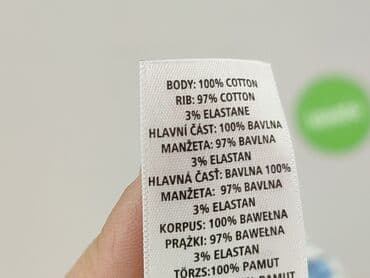 BODY: 100% COTTON
RIB: 97% COTTON
3% ELASTANE
HLAVNÍ ČÁST: 100% BAVLNA
MANŽETA: 97% BAVLNA
3% ELASTAN
HLAVNÁ ČASŤ: BAVLNA 100%
MANŽETA: 97% BAVLNA
3% ELASTAN
KORPUS: 100% BAWEŁNA
PRĄŻKI: 97% BAWEŁNA
3% ELASTAN
TÖRZS: 100% PAMUT
PAMUT